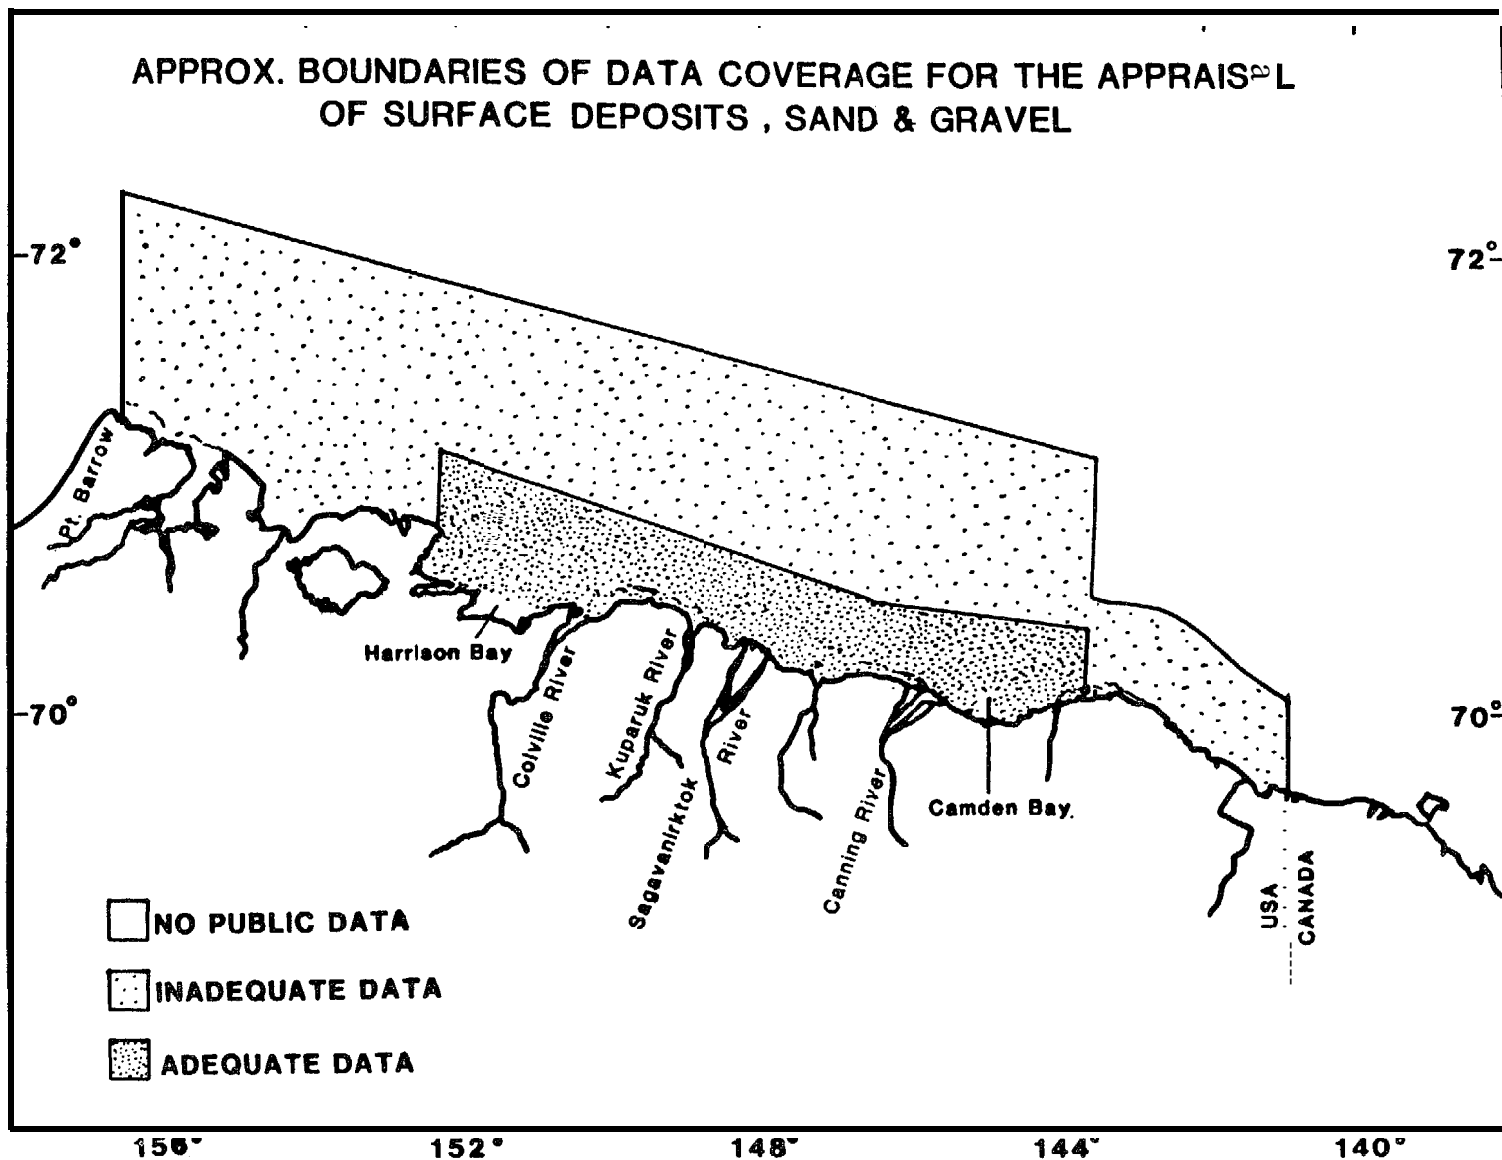 APPROX. BOUNDARIES OF DATA COVERAGE FOR THE APPRAISaL
OF SURFACE DEPOSITS , SAND & GRAVEL
72°
72°
Pt. Barrow
Harrison Bay
Colville River
Kuparuk River
Sagavanirktok
River
Canning River
Camden Bay.
70°
70°
USA
CANADA
NO PUBLIC DATA
INADEQUATE DATA
ADEQUATE DATA
156°
152°
148°
144°
140°